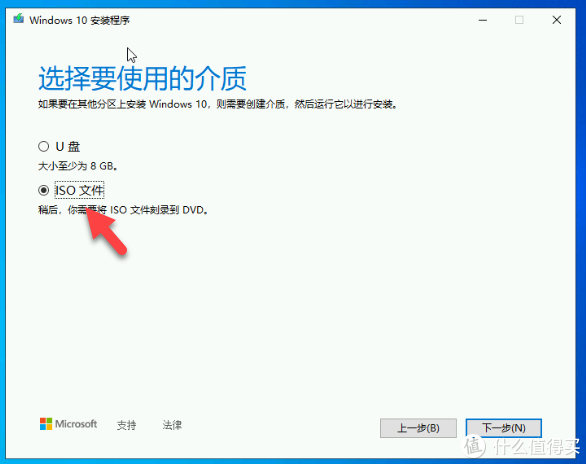 Windows 10 安装程序
选择要使用的介质
如果要在其他分区上安装 Windows 10，则需要创建介质，然后运行它以进行安装。
U 盘
大小至少为 8 GB。
ISO 文件
稍后，你需要将 ISO 文件刻录到 DVD。
Microsoft 支持 法律
上一步(B) 下一步(N)
值 什么值得买